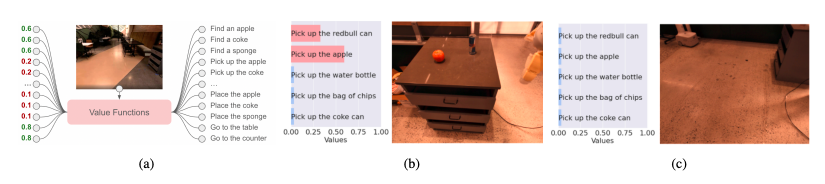 0.6
0.6
0.6
0.2
0.2
...
0.1
0.1
0.1
0.8
0.8
Value Functions
Find an apple
Find a coke
Find a sponge
Pick up the apple
Pick up the coke
...
Place the apple
Place the coke
Place the sponge
Go to the table
Go to the counter
(a)
Pick up the redbull can
Pick up the apple
Pick up the water bottle
Pick up the bag of chips
Pick up the coke can
0.00 0.25 0.50 0.75 1.00
Values
(b)
Pick up the redbull can
Pick up the apple
Pick up the water bottle
Pick up the bag of chips
Pick up the coke can
0.00 0.25 0.50 0.75 1.00
Values
(c)